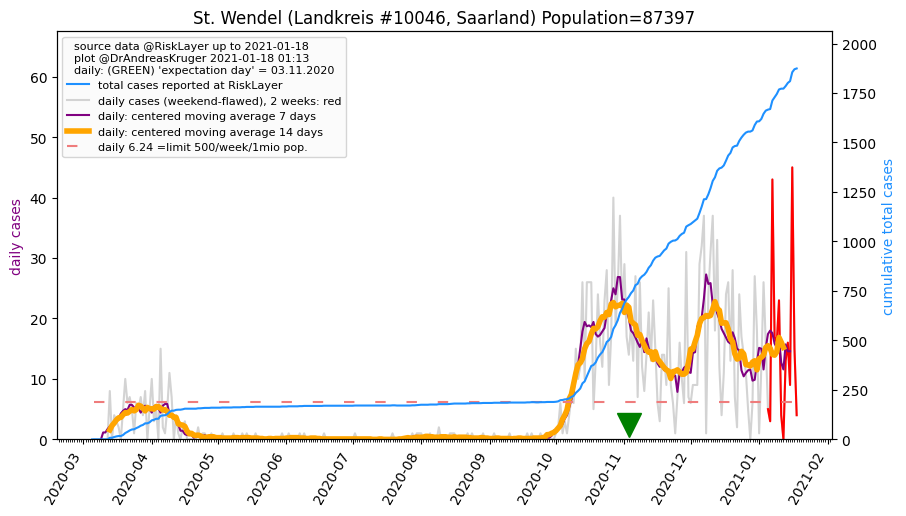 St. Wendel (Landkreis #10046, Saarland) Population=87397
source data @RiskLayer up to 2021-01-18
plot @DrAndreasKruger 2021-01-18 01:13
daily: (GREEN) 'expectation day' = 03.11.2020
total cases reported at RiskLayer
daily cases (weekend-flawed), 2 weeks: red
daily: centered moving average 7 days
daily: centered moving average 14 days
daily 6.24 =limit 500/week/1mio pop.
daily cases
60
50
40
30
20
10
0
2000
1750
1500
1250
1000
750
500
250
0
cumulative total cases
2020-03
2020-04
2020-05
2020-06
2020-07
2020-08
2020-09
2020-10
2020-11
2020-12
2021-01
2021-02